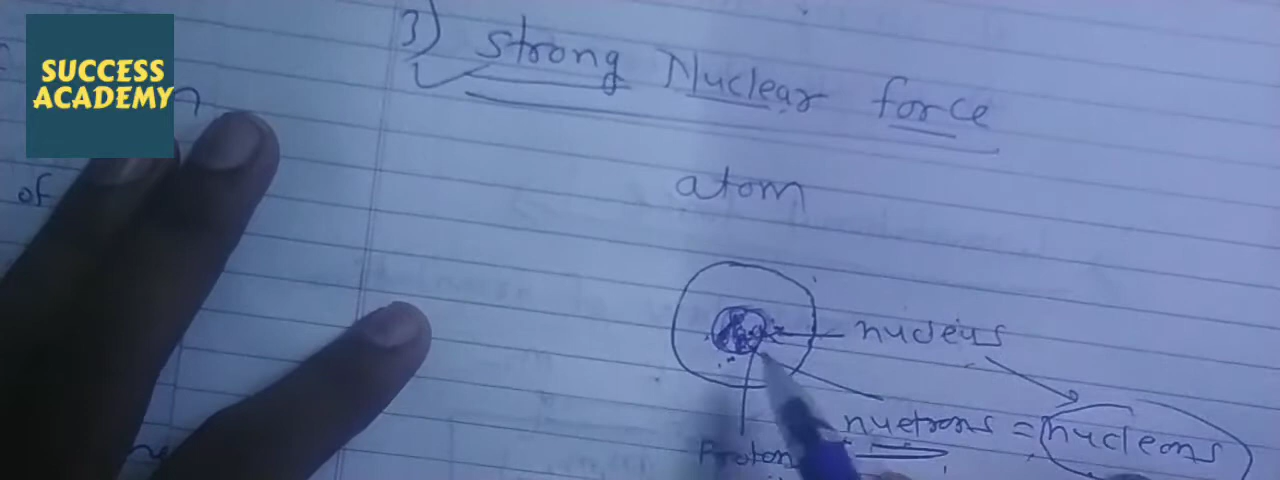 SUCCESS
ACADEMY
3) Strong Nuclear force
of
atom
nucleus
nuetrons = nucleons
Proton